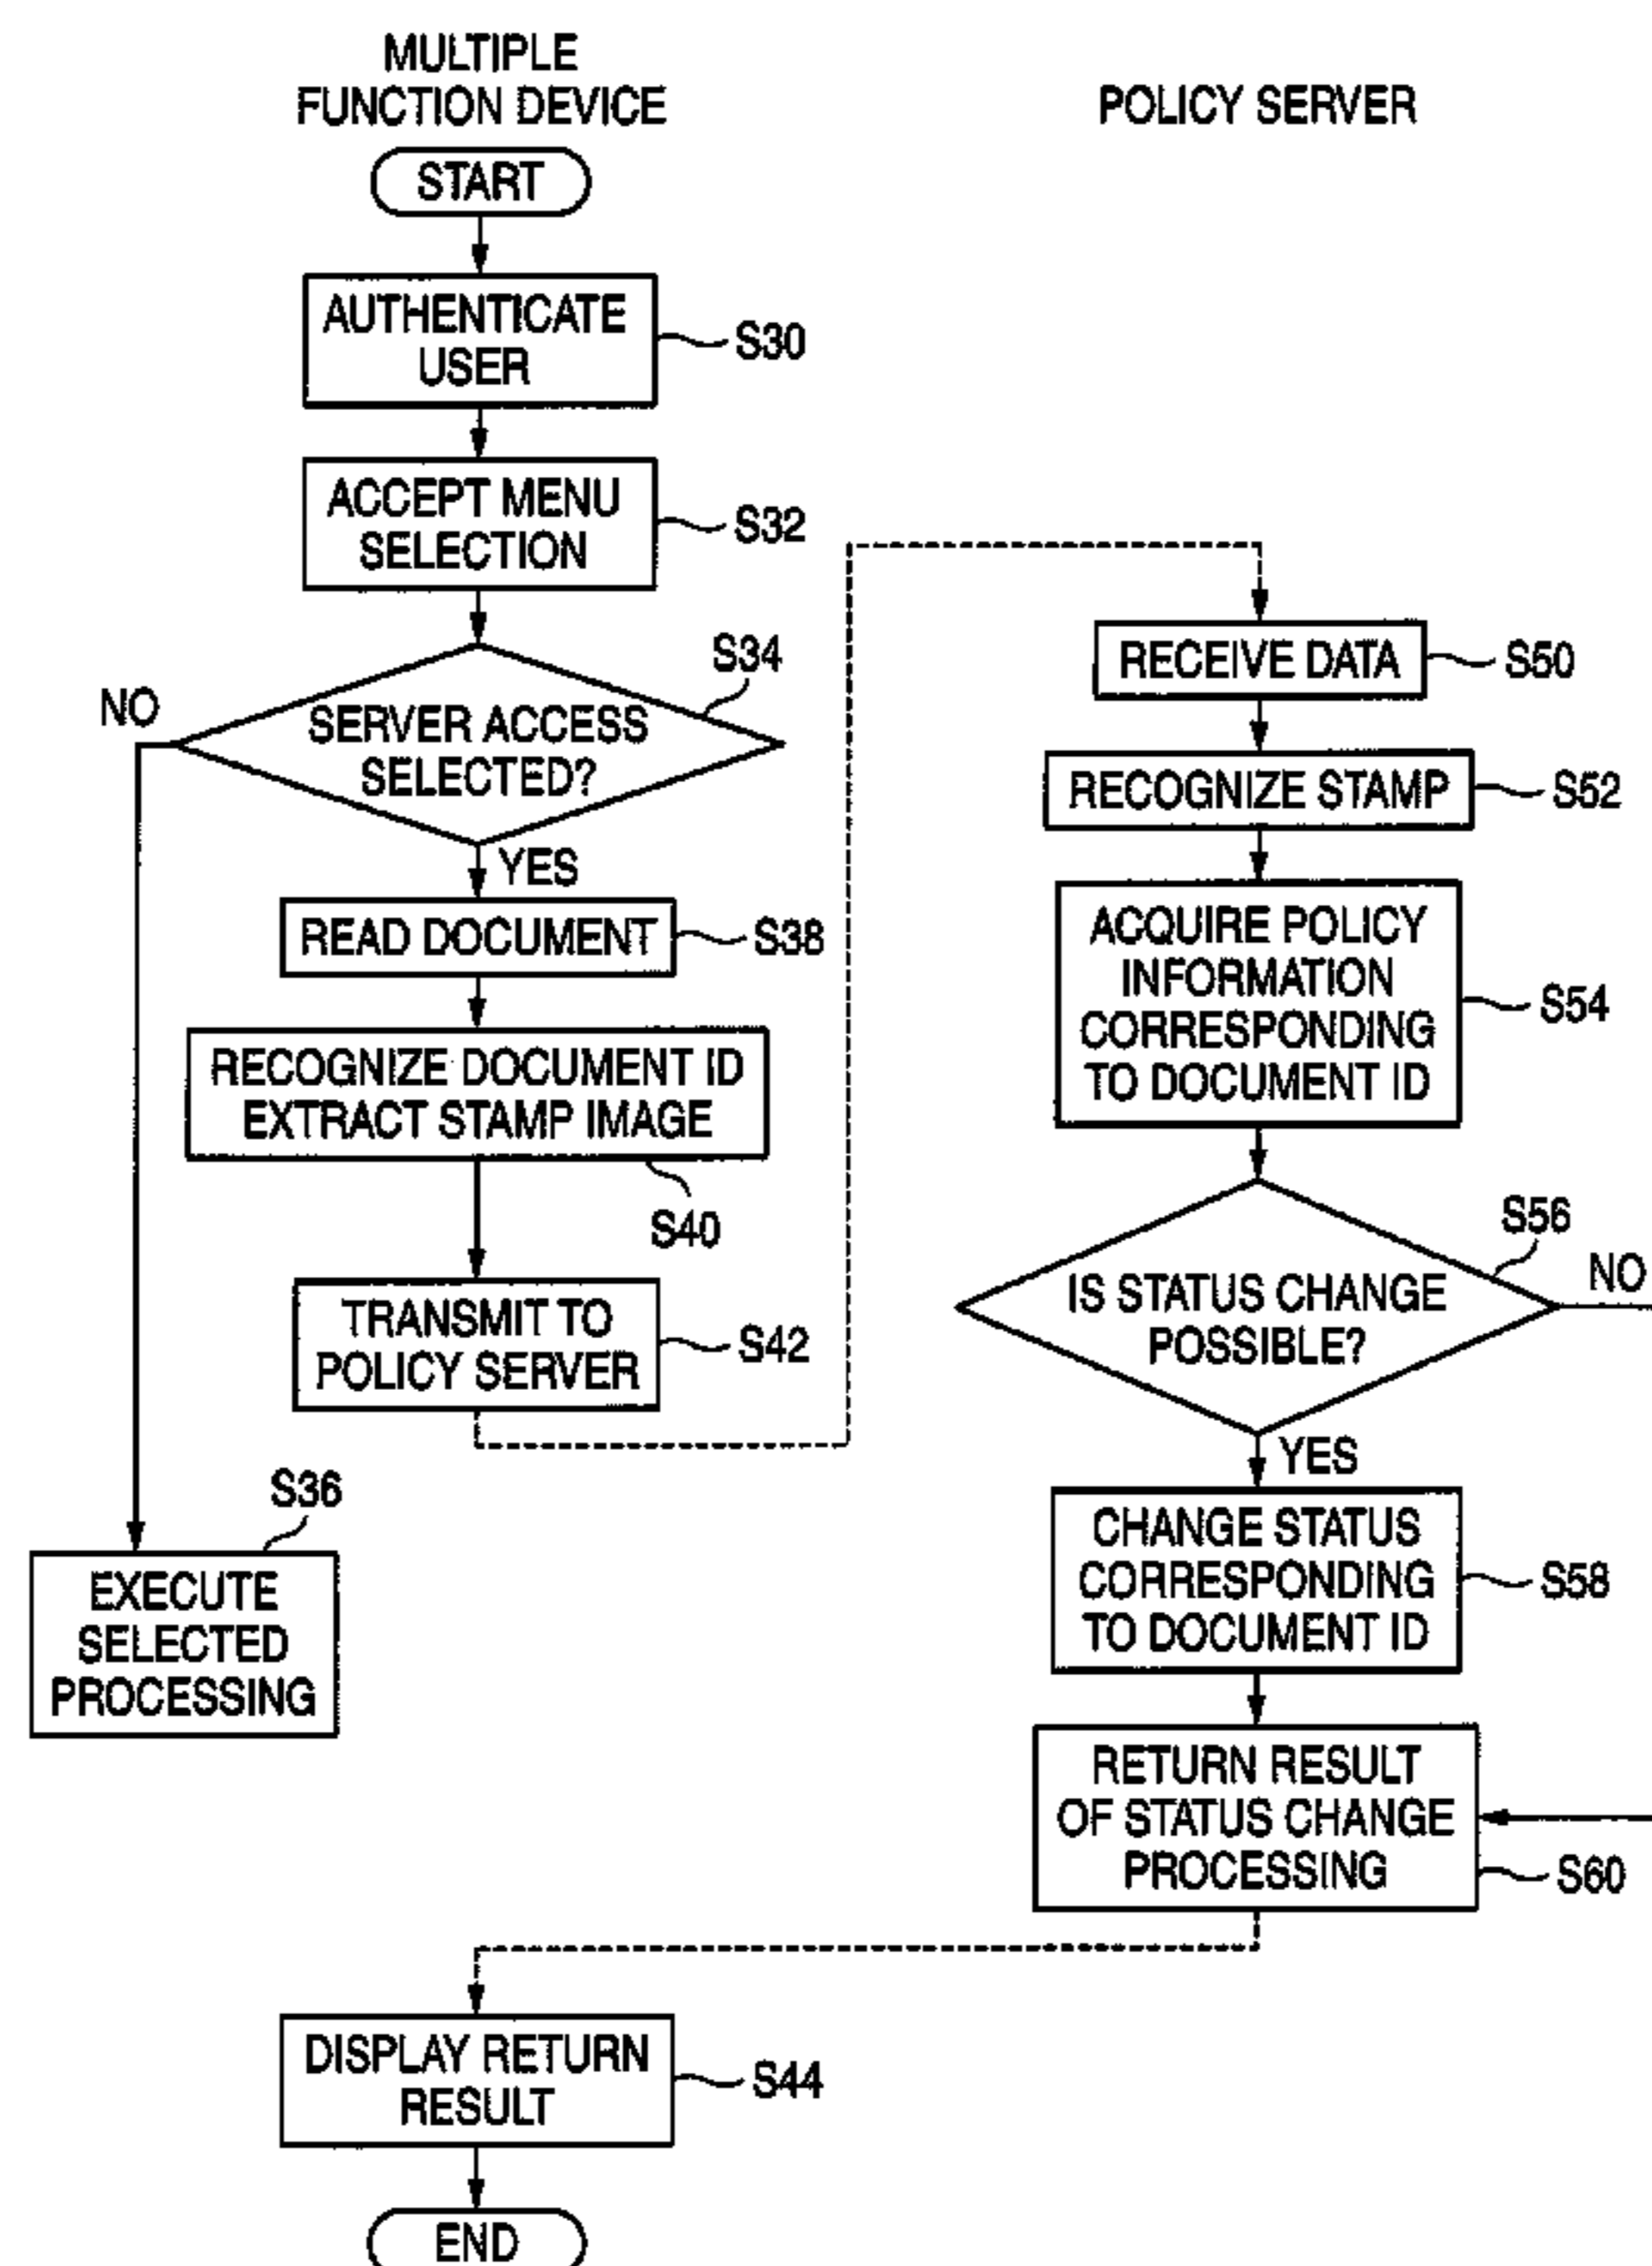 MULTIPLE
FUNCTION DEVICE
START
AUTHENTICATE
USER
S30
ACCEPT MENU
SELECTION
S32
S34
NO
SERVER ACCESS
SELECTED?
YES
READ DOCUMENT
S38
RECOGNIZE DOCUMENT ID
EXTRACT STAMP IMAGE
S40
TRANSMIT TO
POLICY SERVER
S42
S36
EXECUTE
SELECTED
PROCESSING
POLICY SERVER
RECEIVE DATA
S50
RECOGNIZE STAMP
S52
ACQUIRE POLICY
INFORMATION
CORRESPONDING
TO DOCUMENT ID
S54
S56
NO
IS STATUS CHANGE
POSSIBLE?
YES
CHANGE STATUS
CORRESPONDING
TO DOCUMENT ID
S58
RETURN RESULT
OF STATUS CHANGE
PROCESSING
S60
DISPLAY RETURN
RESULT
S44
END